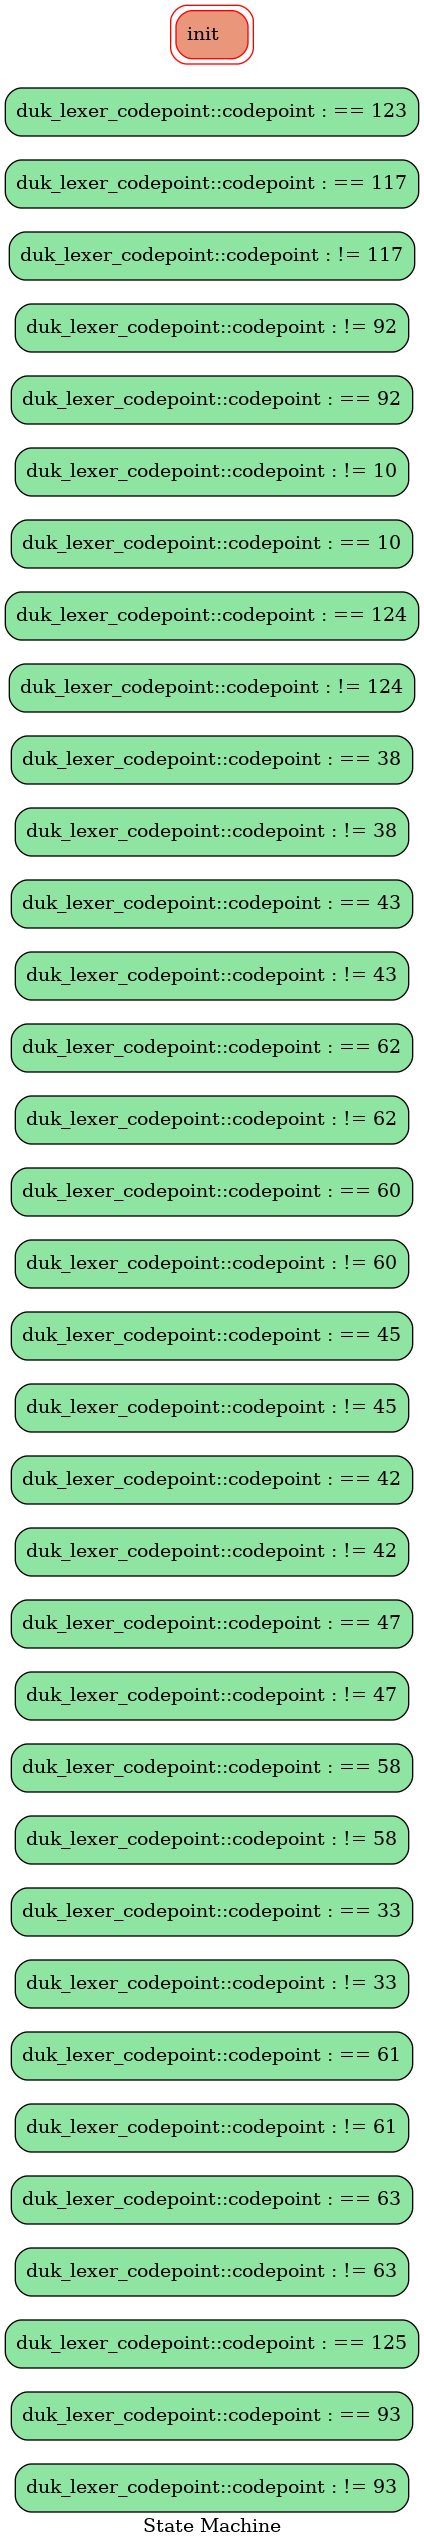 init
duk_lexer_codepoint::codepoint : == 123
duk_lexer_codepoint::codepoint : == 117
duk_lexer_codepoint::codepoint : != 117
duk_lexer_codepoint::codepoint : != 92
duk_lexer_codepoint::codepoint : == 92
duk_lexer_codepoint::codepoint : != 10
duk_lexer_codepoint::codepoint : == 10
duk_lexer_codepoint::codepoint : == 124
duk_lexer_codepoint::codepoint : != 124
duk_lexer_codepoint::codepoint : == 38
duk_lexer_codepoint::codepoint : != 38
duk_lexer_codepoint::codepoint : == 43
duk_lexer_codepoint::codepoint : != 43
duk_lexer_codepoint::codepoint : == 62
duk_lexer_codepoint::codepoint : != 62
duk_lexer_codepoint::codepoint : == 60
duk_lexer_codepoint::codepoint : != 60
duk_lexer_codepoint::codepoint : == 45
duk_lexer_codepoint::codepoint : != 45
duk_lexer_codepoint::codepoint : == 42
duk_lexer_codepoint::codepoint : != 42
duk_lexer_codepoint::codepoint : == 47
duk_lexer_codepoint::codepoint : != 47
duk_lexer_codepoint::codepoint : == 58
duk_lexer_codepoint::codepoint : != 58
duk_lexer_codepoint::codepoint : == 33
duk_lexer_codepoint::codepoint : != 33
duk_lexer_codepoint::codepoint : == 61
duk_lexer_codepoint::codepoint : != 61
duk_lexer_codepoint::codepoint : == 63
duk_lexer_codepoint::codepoint : != 63
duk_lexer_codepoint::codepoint : == 125
duk_lexer_codepoint::codepoint : == 93
duk_lexer_codepoint::codepoint : != 93
State Machine